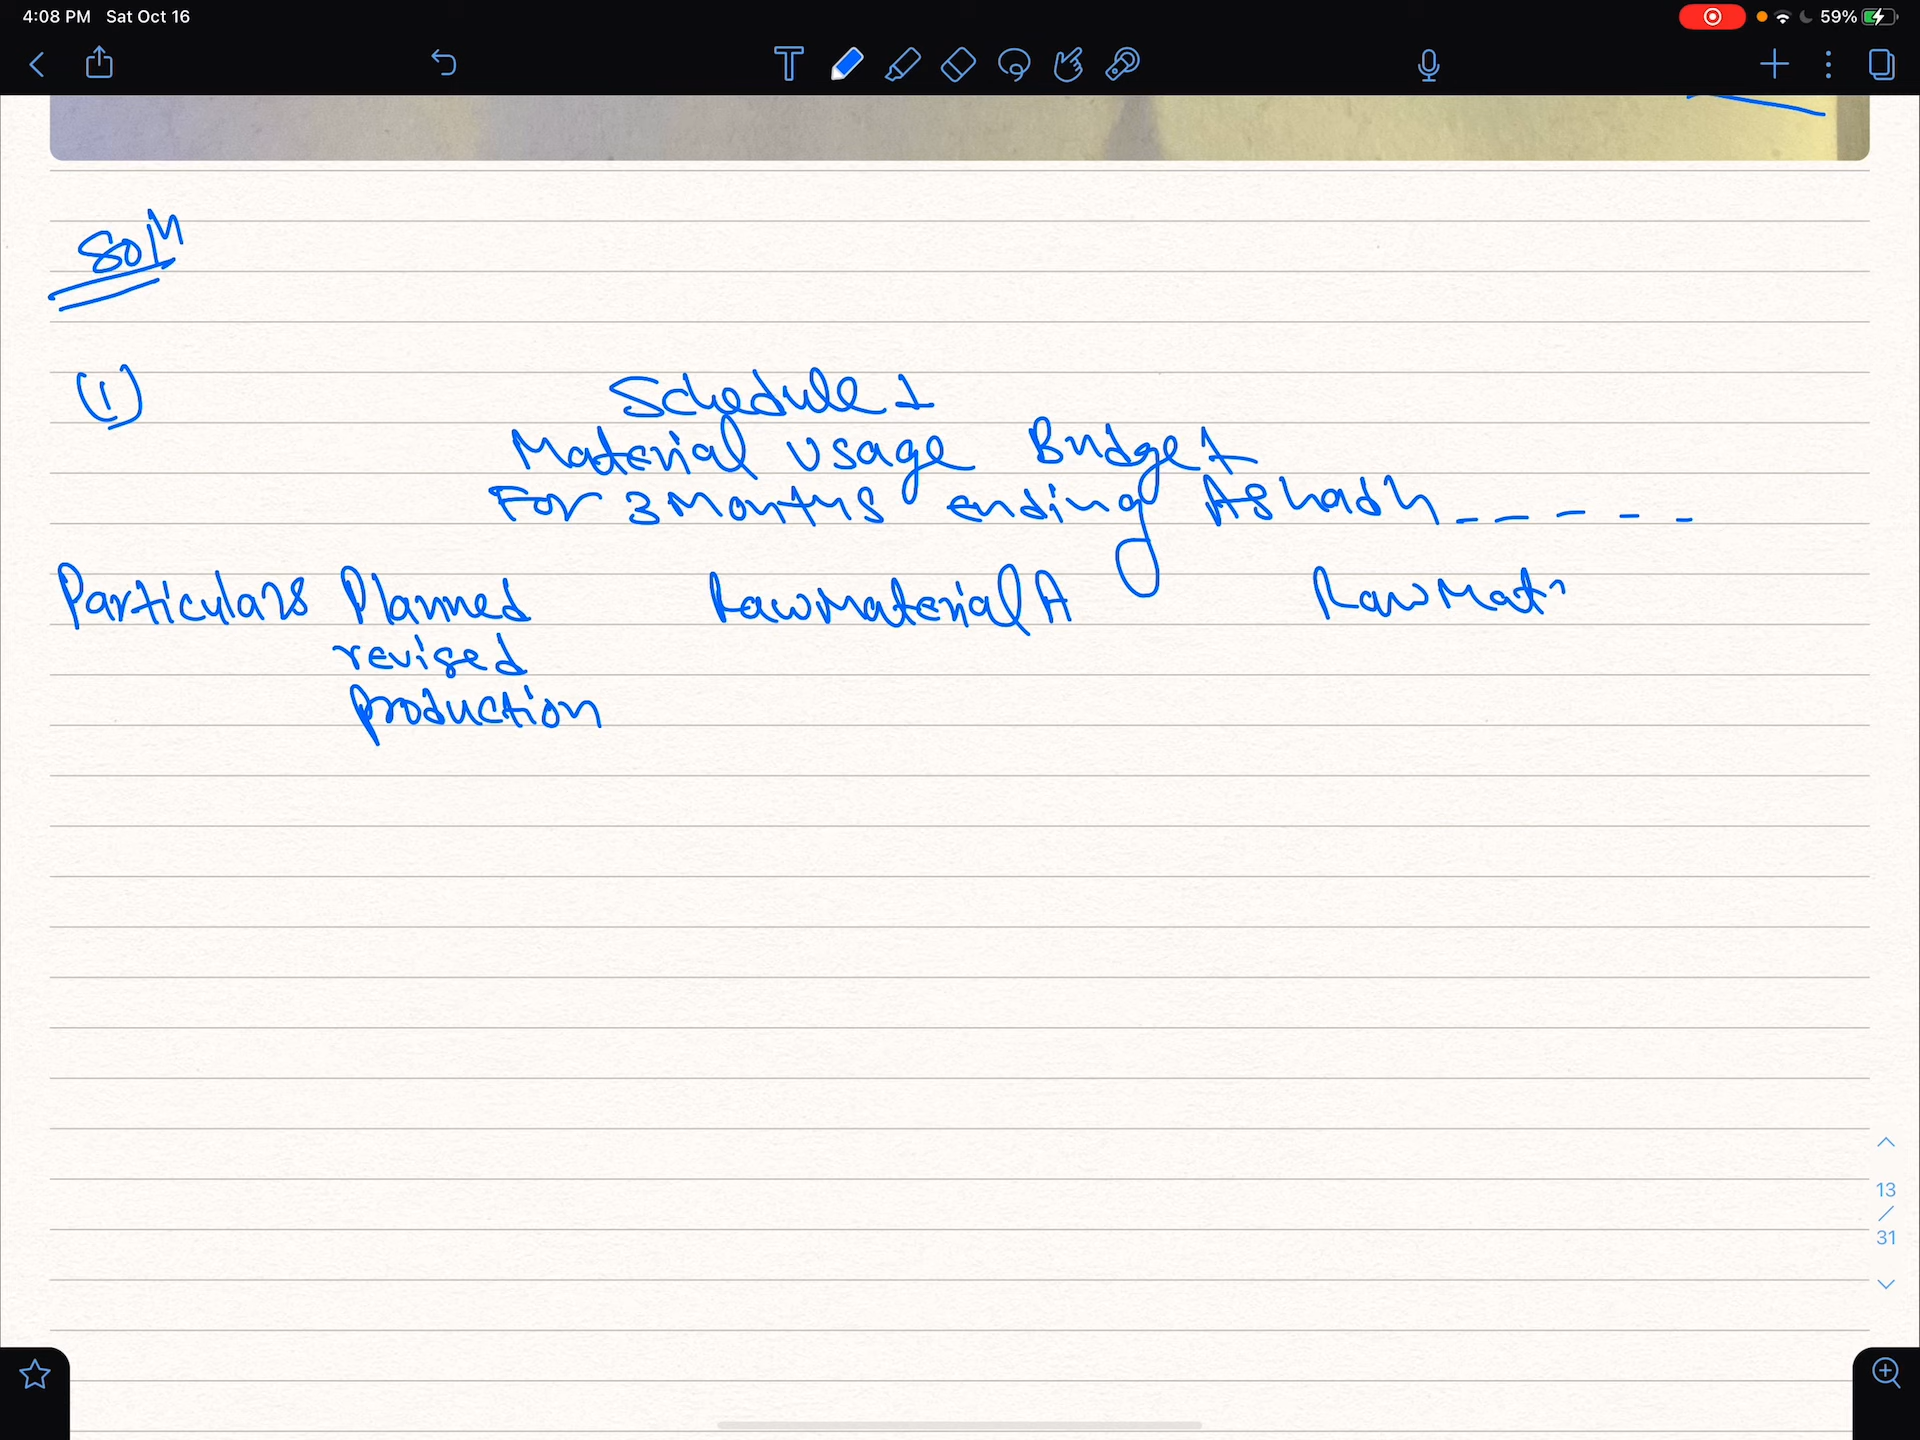 4:08 PM Sat Oct 16 59%
Soln
(1)
Schedule 1
Material Usage Budget
For 3 Months ending Ashadh _ _ _ _ _
Particulars Planned Raw Material A Raw Mat
revised
production
13
/
31